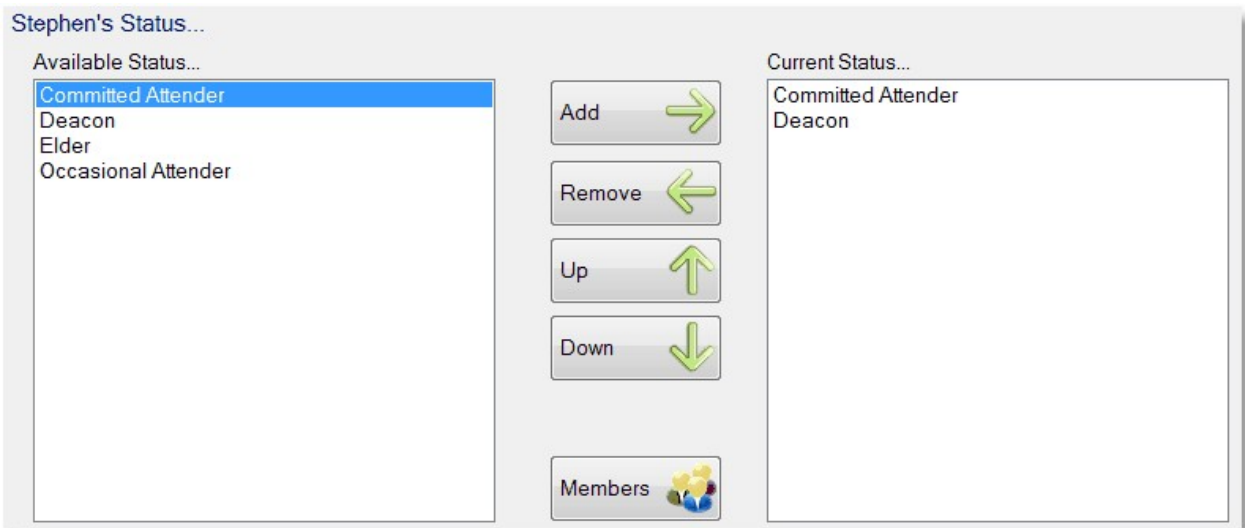 Stephen's Status...
Available Status...
Committed Attender
Deacon
Elder
Occasional Attender
Add
Remove
Up
Down
Members
Current Status...
Committed Attender
Deacon